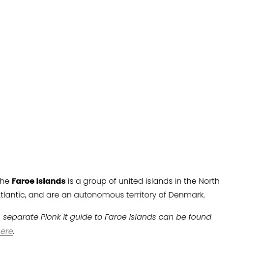 he Faroe Islands is a group of united islands in the North
tlantic, and are an autonomous territory of Denmark.
separate Plonk It guide to Faroe Islands can be found
ere.